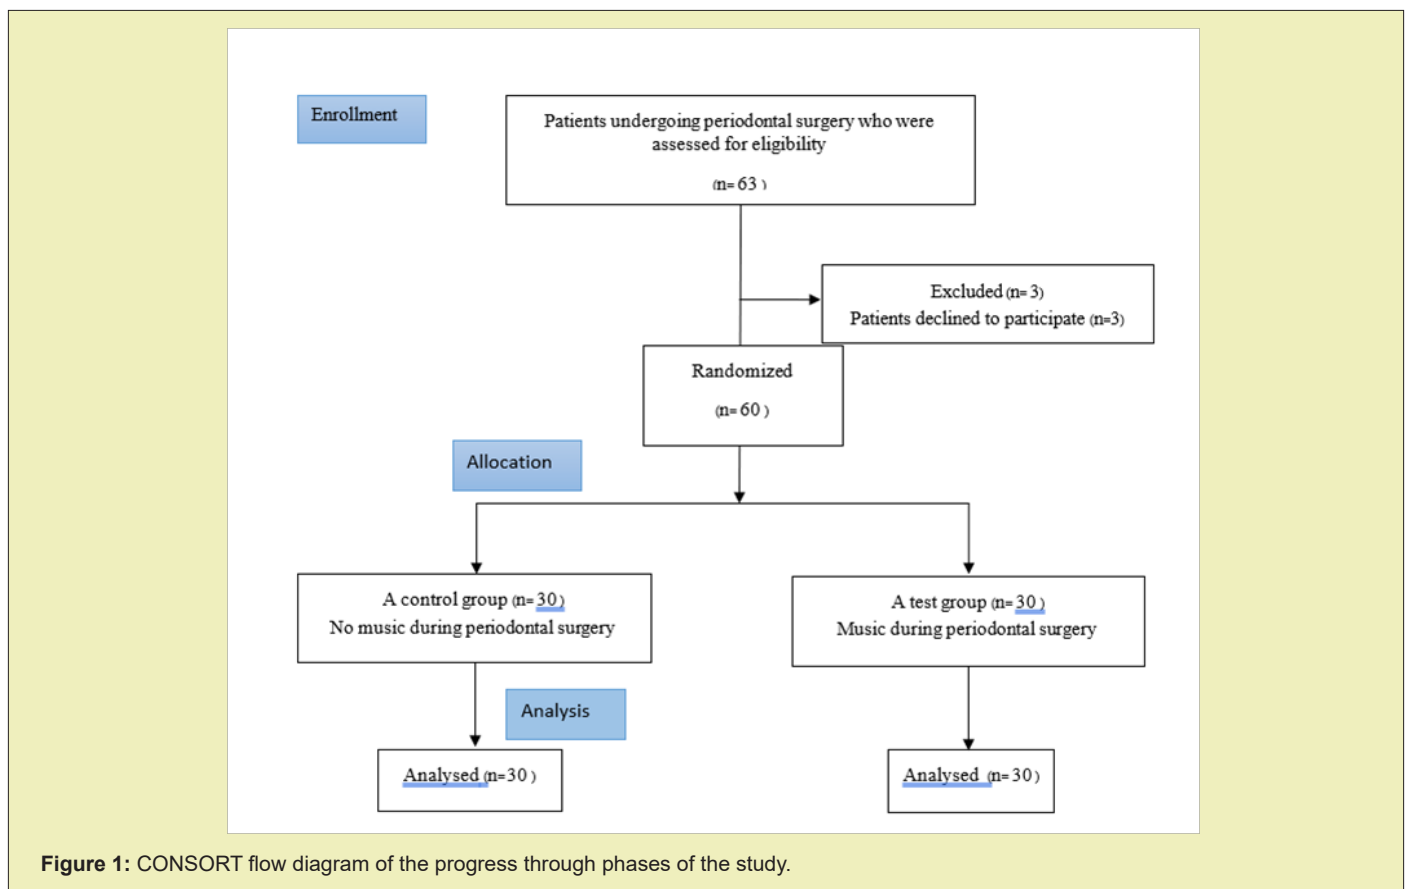 Enrollment
Patients undergoing periodontal surgery who were
assessed for eligibility
(n= 63 )
Excluded (n= 3)
Patients declined to participate (n=3)
Randomized
(n= 60 )
Allocation
A control group (n= 30)
No music during periodontal surgery
A test group (n= 30 )
Music during periodontal surgery
Analysis
Analysed (n=30 )
Analysed (n= 30)
Figure 1: CONSORT flow diagram of the progress through phases of the study.